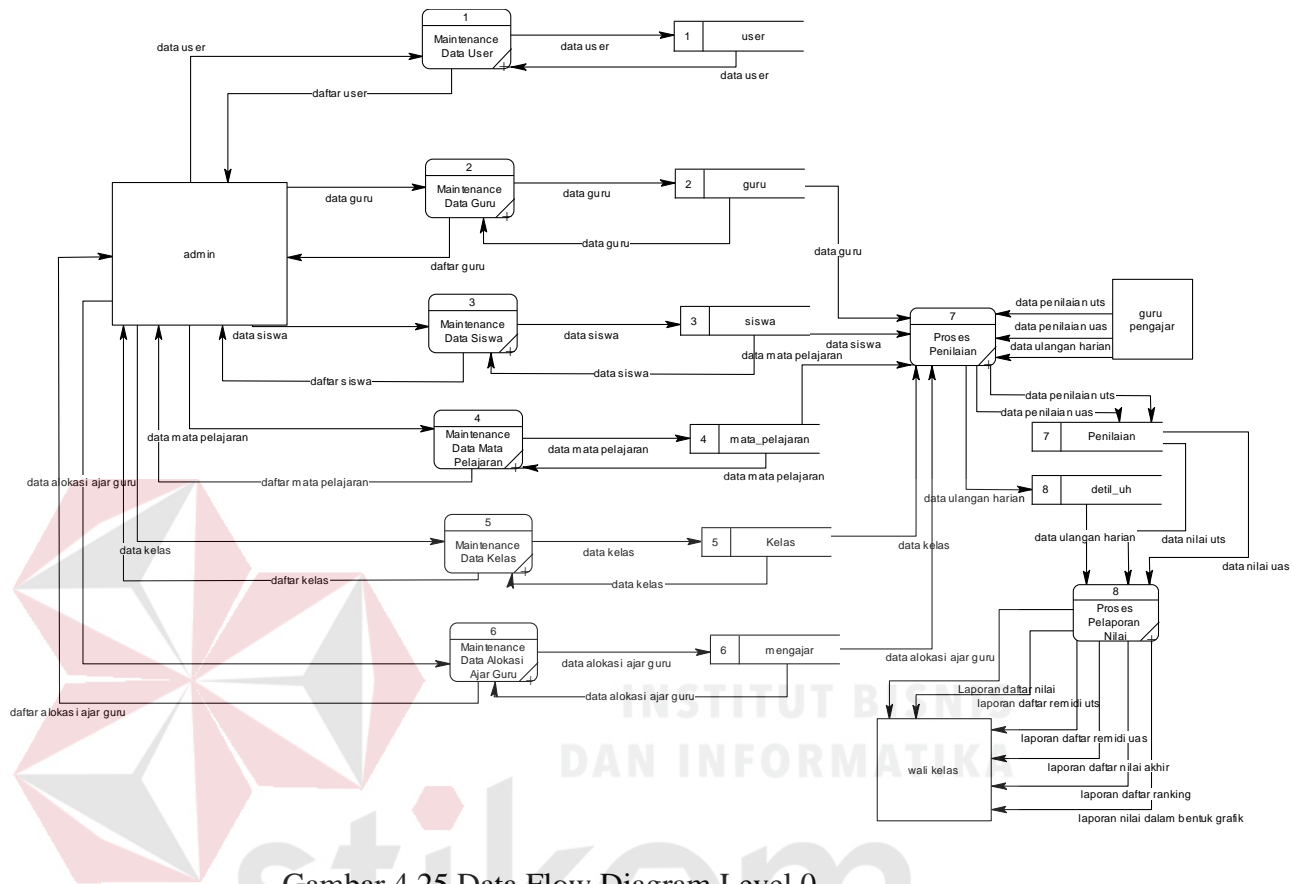 1
Maintenance
Data User
data user
data user
1 user
data user
daftar user
2
Maintenance
Data Guru
data guru
data guru
2 guru
data guru
daftar guru
data guru
admin
3
Maintenance
Data Siswa
data siswa
data siswa
3 siswa
data siswa
data siswa
daftar siswa
data mata pelajaran
7
Proses
Penilaian
data penilaian uts
data penilaian uas
data ulangan harian
guru
pengajar
4
Maintenance
Data Mata
Pelajaran
data mata pelajaran
data mata pelajaran
4 mata_pelajaran
data mata pelajaran
daftar mata pelajaran
data penilaian uts
data penilaian uas
7 Penilaian
8 detil_uh
data ulangan harian
data alokasi ajar guru
5
Maintenance
Data Kelas
data kelas
data kelas
5 Kelas
data kelas
daftar kelas
data kelas
data ulangan harian
data nilai uts
data nilai uas
8
Proses
Pelaporan
Nilai
6
Maintenance
Data Alokasi
Ajar Guru
data alokasi ajar guru
6 mengajar
data alokasi ajar guru
data alokasi ajar guru
daftar alokasi ajar guru
Laporan daftar nilai
laporan daftar remidi uts
laporan daftar remidi uas
wali kelas
laporan daftar nilai akhir
laporan daftar ranking
laporan nilai dalam bentuk grafik
INSTITUT BISNIS
DAN INFORMATIKA
stikom
Gambar 4.25 Data Flow Diagram Level 0